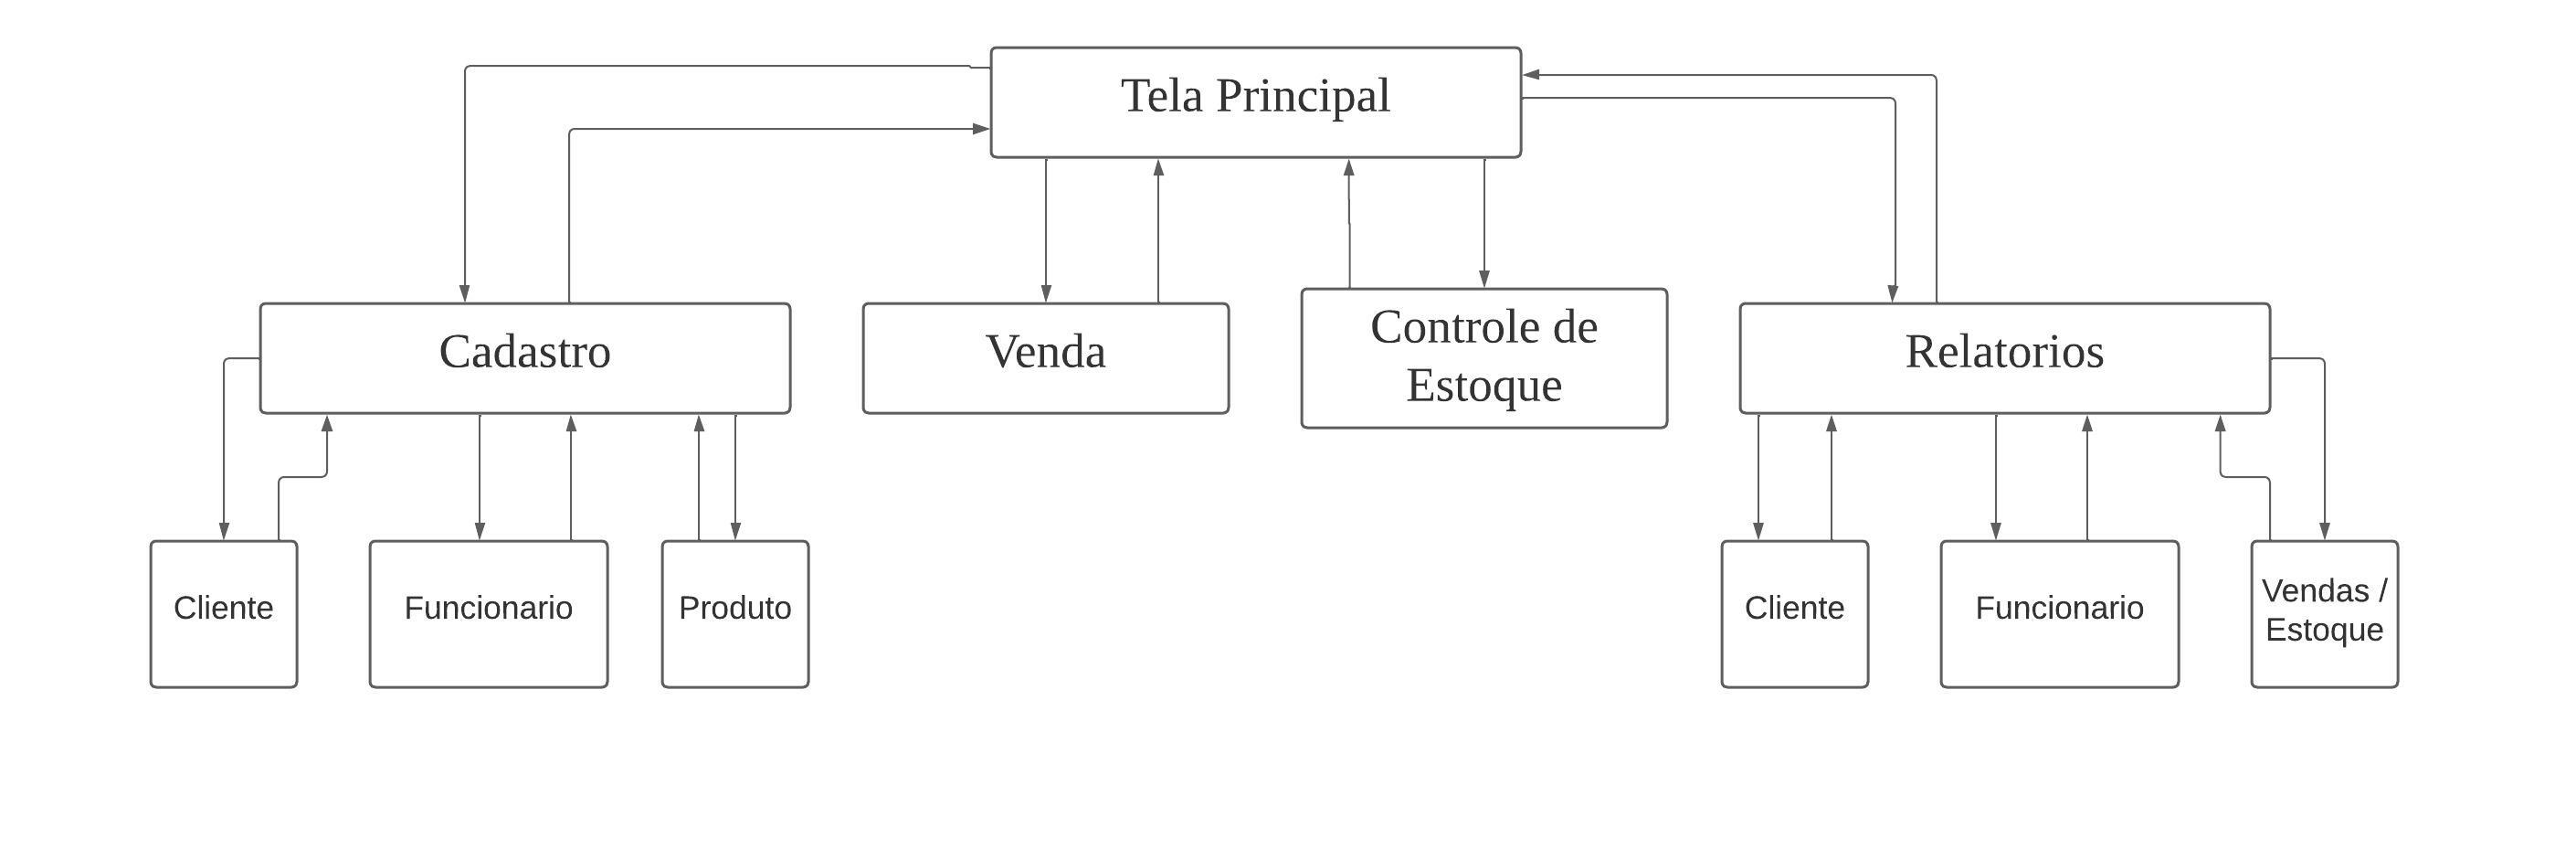 Tela Principal
Cadastro
Venda
Controle de
Estoque
Relatorios
Cliente
Funcionario
Produto
Cliente
Funcionario
Vendas /
Estoque